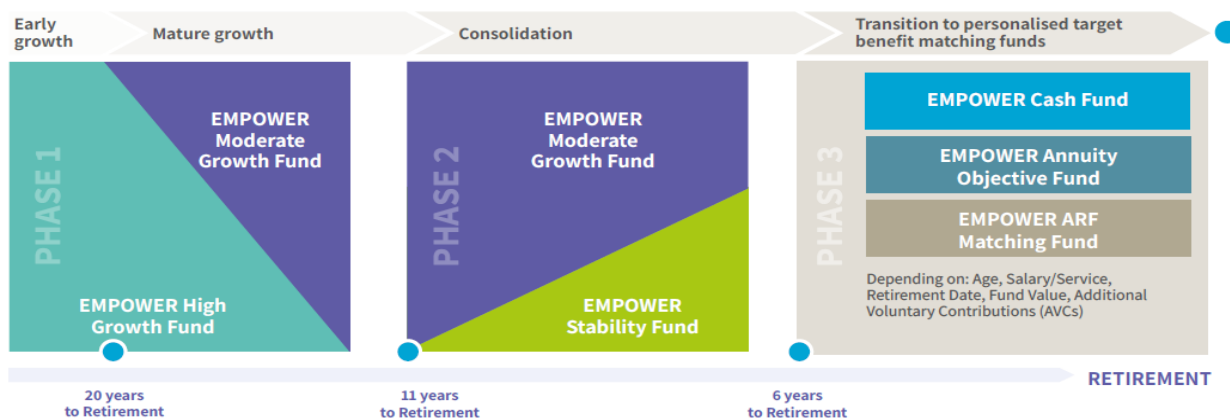 Early
growth
Mature growth
Consolidation
Transition to personalised target
benefit matching funds
PHASE 1
EMPOWER
Moderate
Growth Fund
EMPOWER High
Growth Fund
PHASE 2
EMPOWER
Moderate
Growth Fund
EMPOWER
Stability Fund
PHASE 3
EMPOWER Cash Fund
EMPOWER Annuity
Objective Fund
EMPOWER ARF
Matching Fund
Depending on: Age, Salary/Service,
Retirement Date, Fund Value, Additional
Voluntary Contributions (AVCs)
20 years
to Retirement
11 years
to Retirement
6 years
to Retirement
RETIREMENT